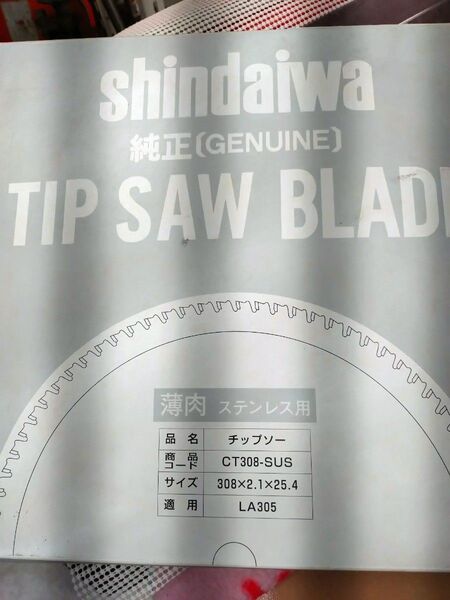 shindaiwa
純正(GENUINE)
TIP SAW BLAD
薄肉 ステンレス用
品名 チップソー
商品コード CT308-SUS
サイズ 308×2.1×25.4
適用 LA305